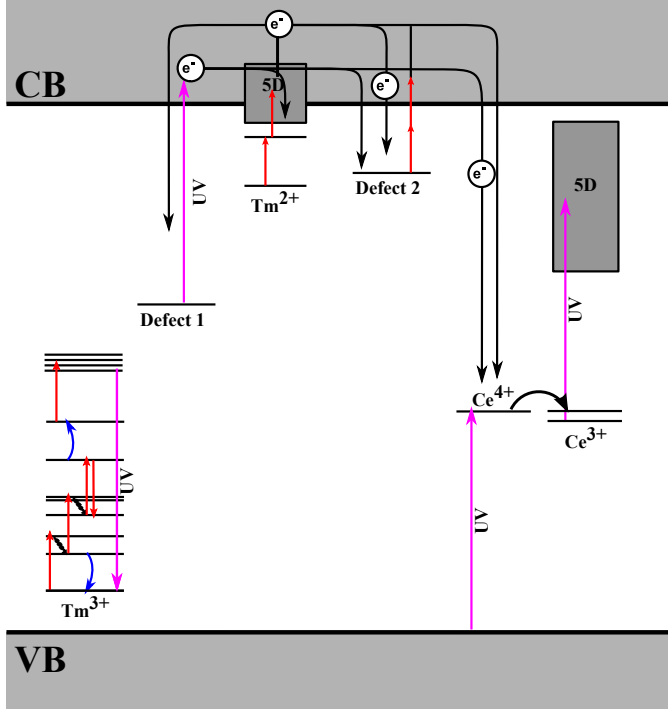 e-
e-
5D
CB
e-
UV
Tm2+
Defect 2
e-
5D
Defect 1
UV
Ce4+
Ce3+
UV
UV
Tm3+
VB